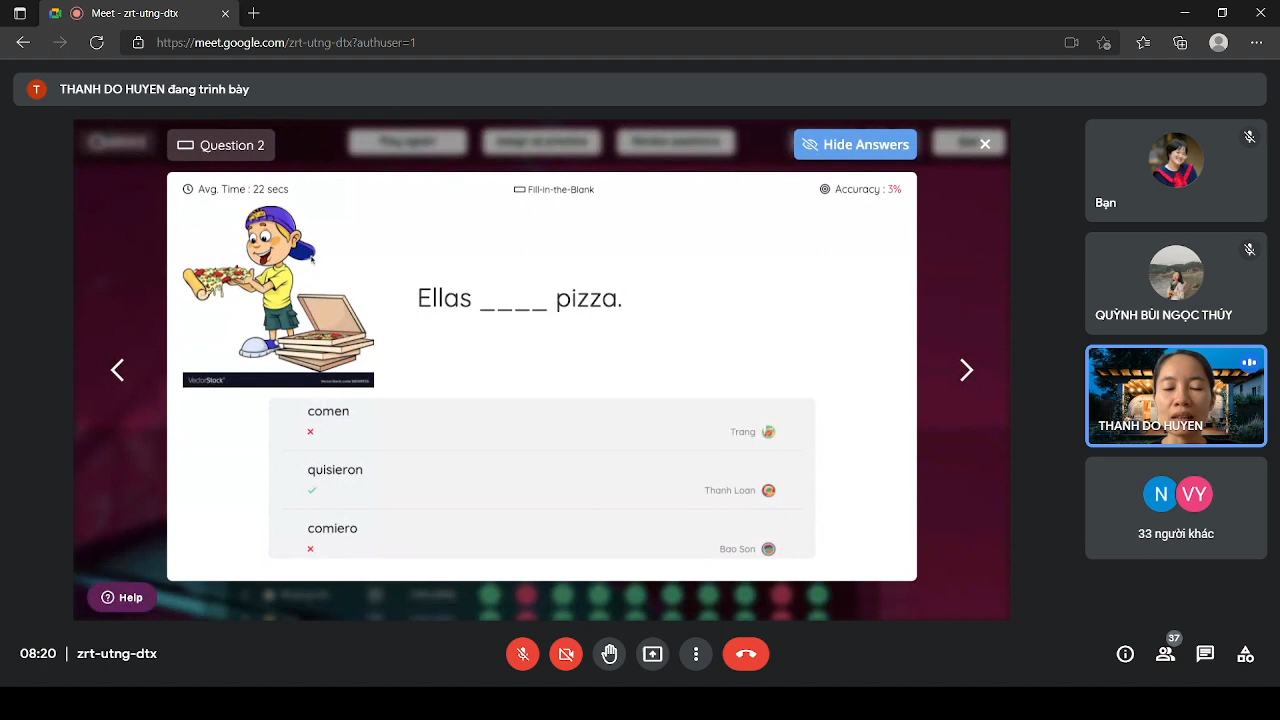 Meet - zrt-utng-dtx
https://meet.google.com/zrt-utng-dtx?authuser=1
T THANH DO HUYEN đang trình bày
Question 2
Hide Answers
Avg. Time : 22 secs
Fill-in-the-Blank
Accuracy : 3%
Ellas ____ pizza.
VectorStock
comen
Trang
quisieron
Thanh Loan
comiero
Bao Son
Help
Bạn
QUỲNH BÙI NGỌC THÚY
THANH DO HUYEN
N VY
33 người khác
08:20 | zrt-utng-dtx
37